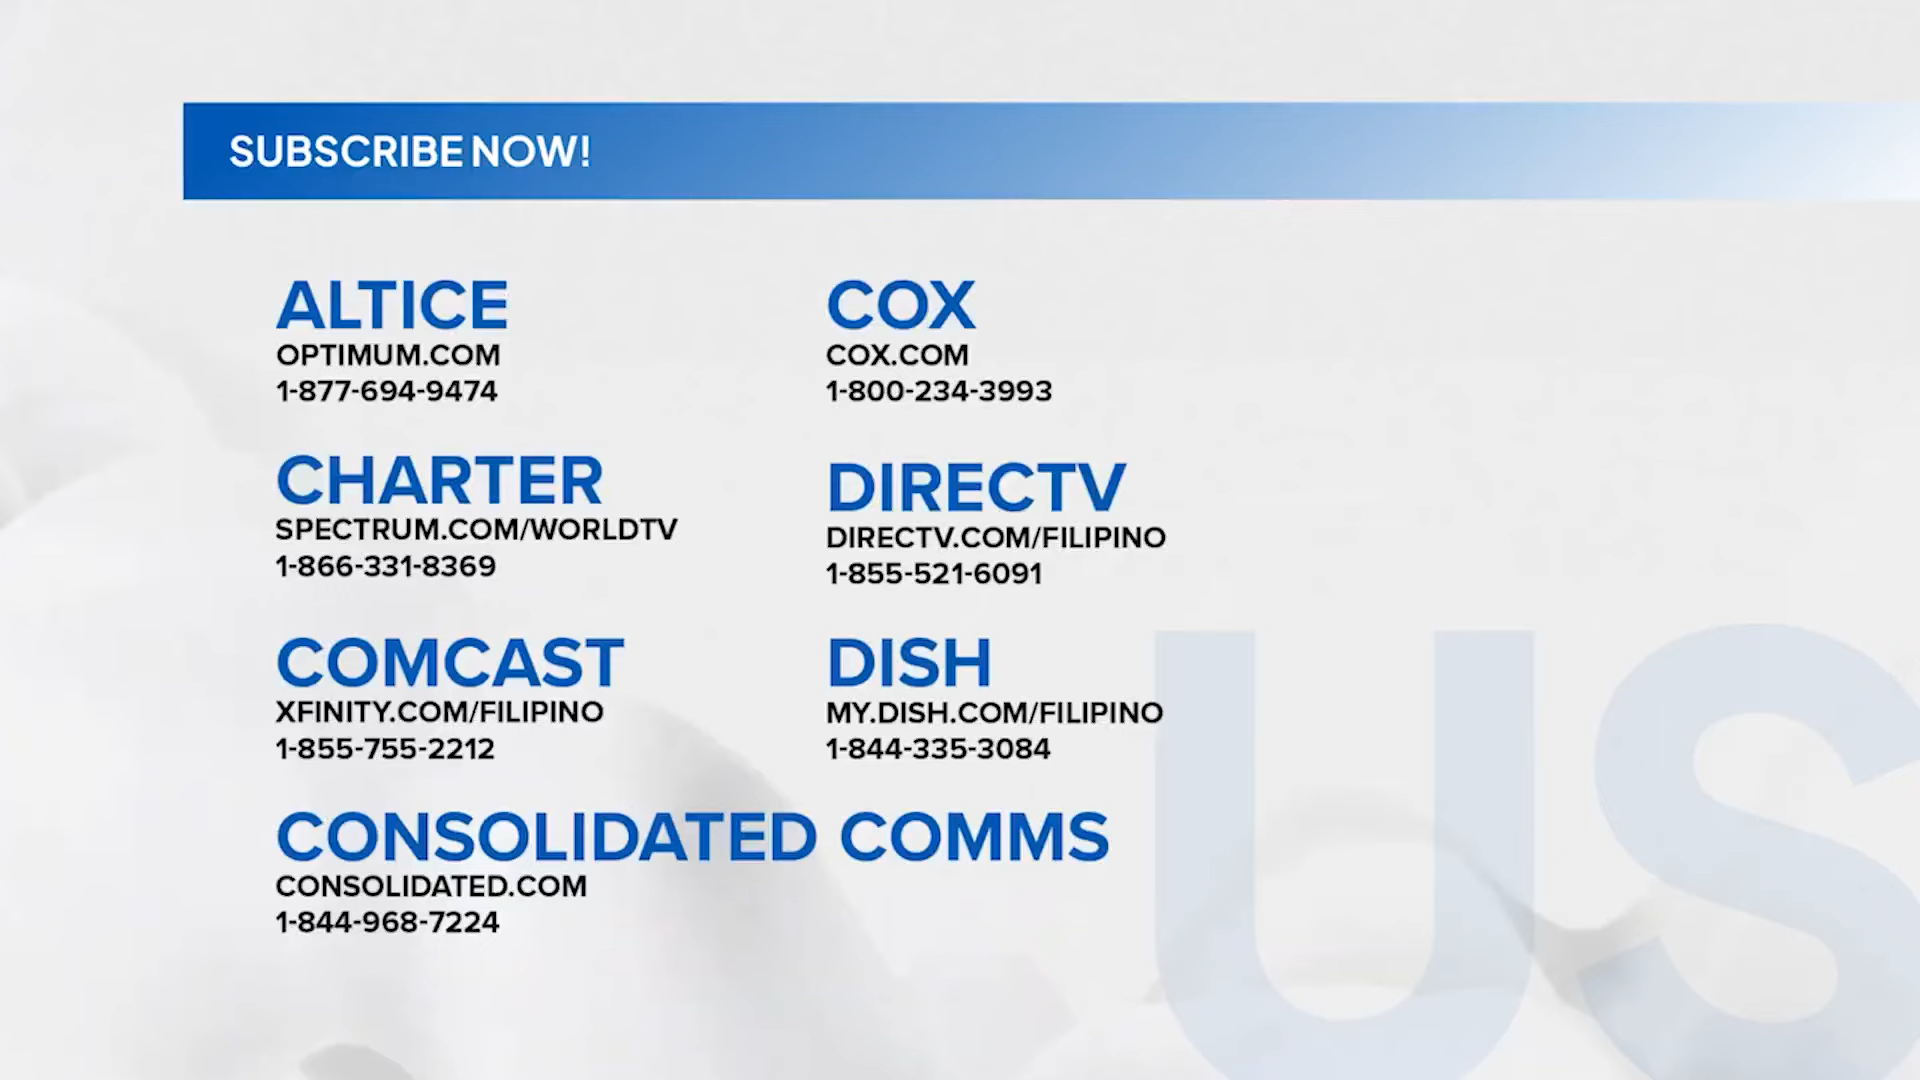 SUBSCRIBE NOW!
ALTICE
OPTIMUM.COM
1-877-694-9474
CHARTER
SPECTRUM.COM/WORLDTV
1-866-331-8369
COMCAST
XFINITY.COM/FILIPINO
1-855-755-2212
CONSOLIDATED COMMS
CONSOLIDATED.COM
1-844-968-7224
COX
COX.COM
1-800-234-3993
DIRECTV
DIRECTV.COM/FILIPINO
1-855-521-6091
DISH
MY.DISH.COM/FILIPINO
1-844-335-3084
US